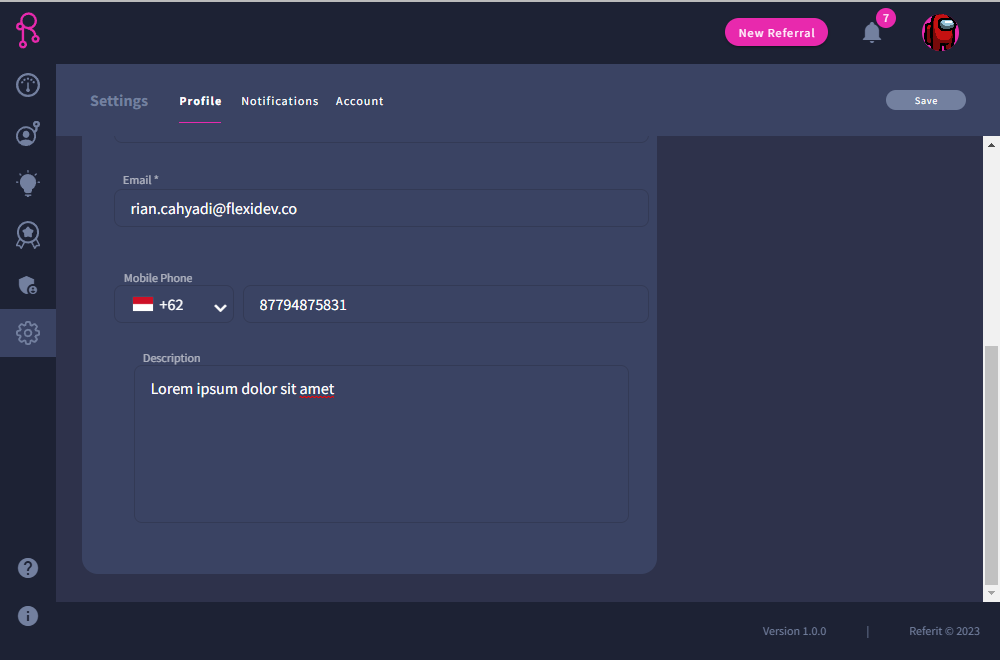 New Referral
7
Settings
Profile
Notifications
Account
Save
Email *
rian.cahyadi@flexidev.co
Mobile Phone
+62
87794875831
Description
Lorem ipsum dolor sit amet
?
i
Version 1.0.0
|
Referit © 2023